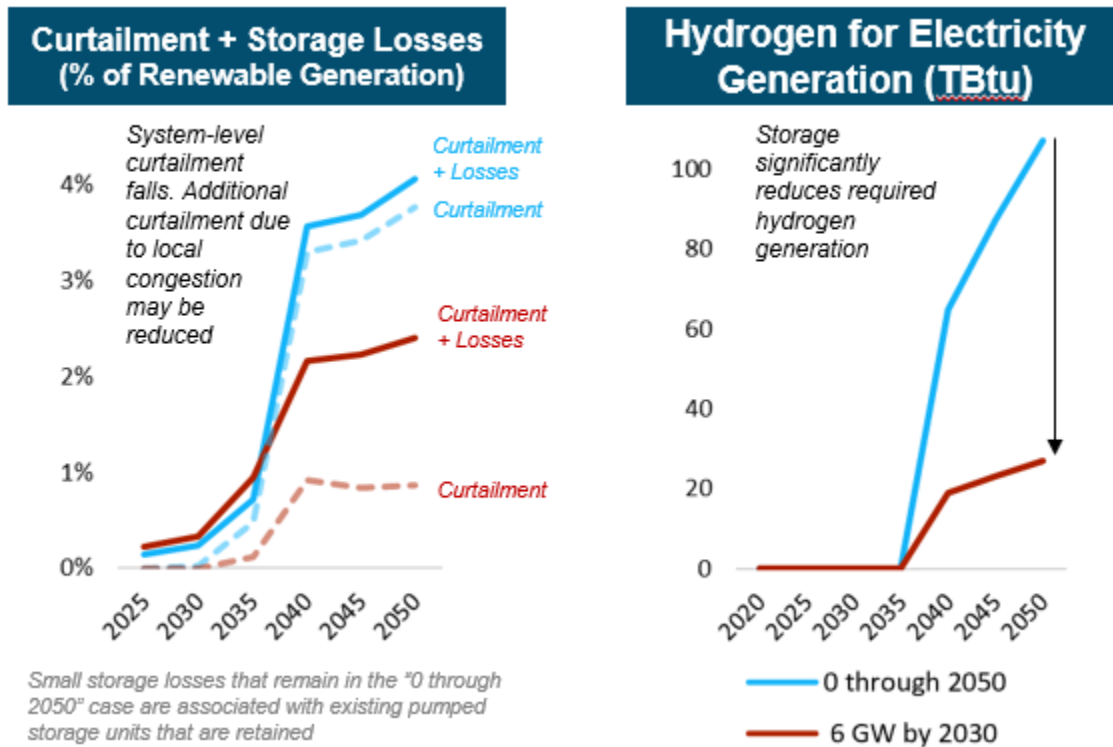 Curtailment + Storage Losses
(% of Renewable Generation)
System-level
curtailment
falls. Additional
curtailment due
to local
congestion
may be
reduced
Curtailment
+ Losses
Curtailment
Curtailment
+ Losses
Curtailment
4%
3%
2%
1%
0%
2025
2030
2035
2040
2045
2050
Small storage losses that remain in the "0 through
2050" case are associated with existing pumped
storage units that are retained
Hydrogen for Electricity
Generation (TBtu)
Storage
significantly
reduces required
hydrogen
generation
100
80
60
40
20
0
2020
2025
2030
2035
2040
2045
2050
0 through 2050
6 GW by 2030